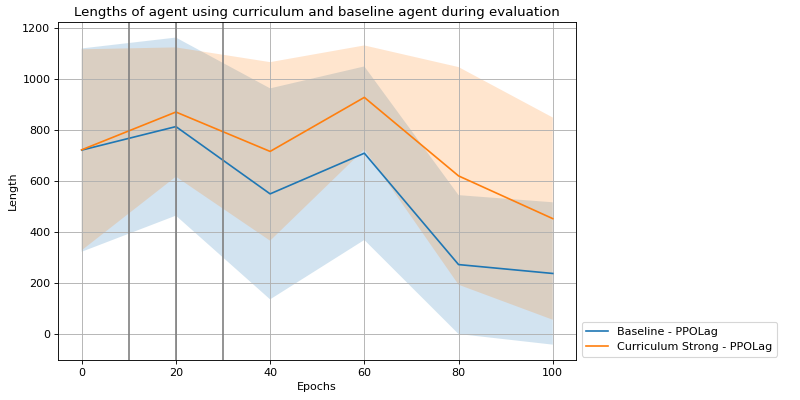 Lengths of agent using curriculum and baseline agent during evaluation
1200
1000
800
600
400
200
0
Length
0 20 40 60 80 100
Epochs
Baseline - PPOLag
Curriculum Strong - PPOLag